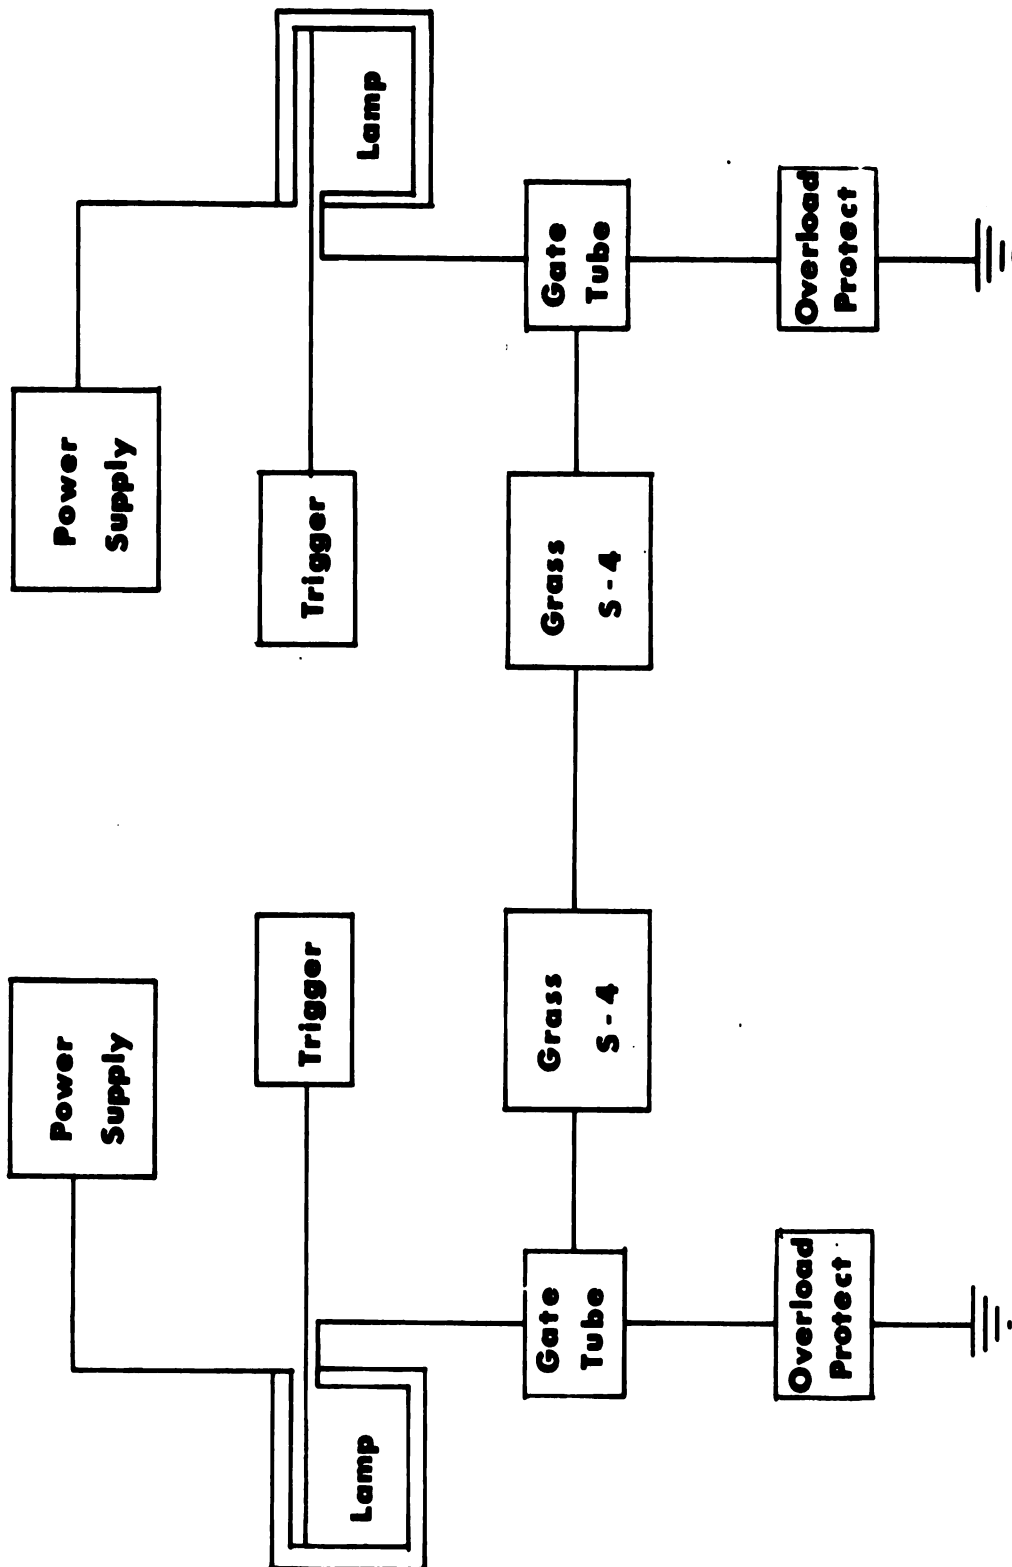 Power
Supply
Trigger
Lamp
Grass
S-4
Gate
Tube
Overload
Protect
Power
Supply
Trigger
Lamp
Grass
S-4
Gate
Tube
Overload
Protect